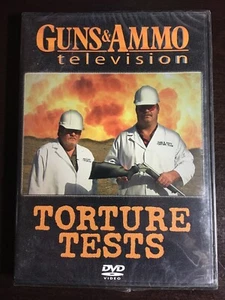 GUNS&AMMO
television
TORTURE
TESTS
DVD
VIDEO